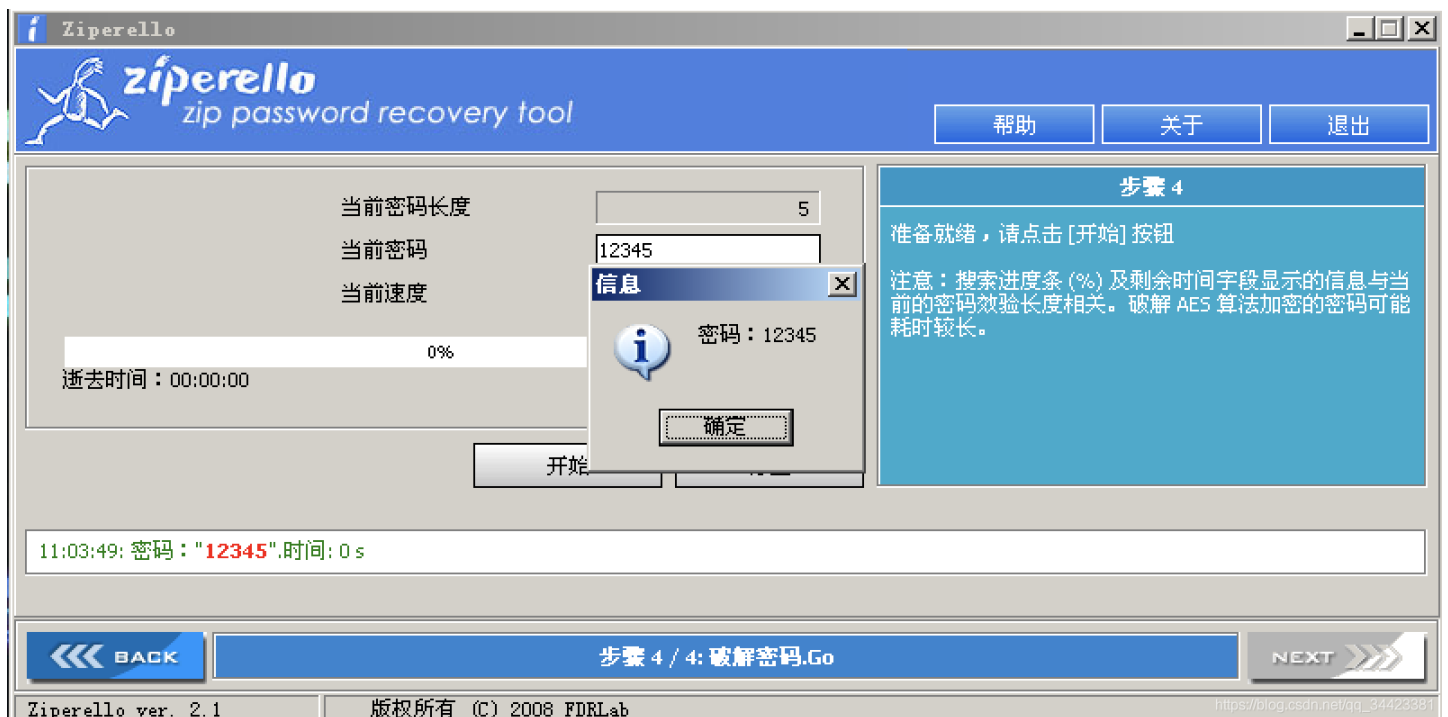 Ziperello
ziperello
zip password recovery tool
帮助 关于 退出
当前密码长度 5
当前密码 12345
当前速度
0%
逝去时间：00:00:00
信息
密码：12345
确定
开始
步骤 4
准备就绪，请点击 [开始] 按钮
注意：搜索进度条 (%) 及剩余时间字段显示的信息与当
前的密码效验长度相关。破解 AES 算法加密的密码可能
耗时较长。
11:03:49: 密码："12345".时间: 0 s
BACK
步骤 4 / 4: 破解密码.Go
NEXT
Ziperello ver. 2.1
版权所有 (C) 2008 FDRLab
https://blog.csdn.net/qq_34423381